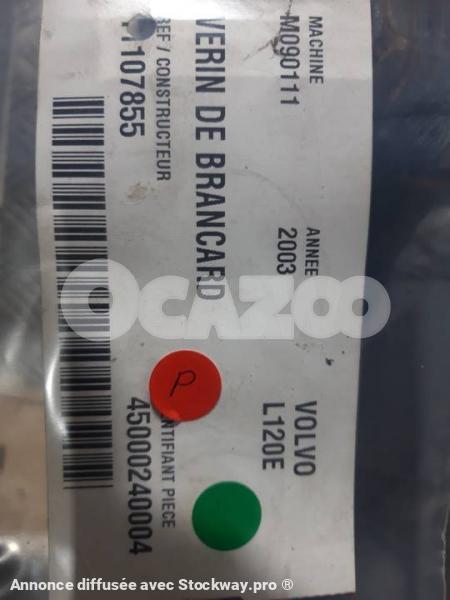 MACHINE
M090111
ANNEE
2003
VOLVO
L120E
VERIN DE BRANCARD
REF / CONSTRUCTEUR
107855
IDENTIFIANT PIECE
45000240004
P
OCAZOO
Annonce diffusée avec Stockway.pro ®